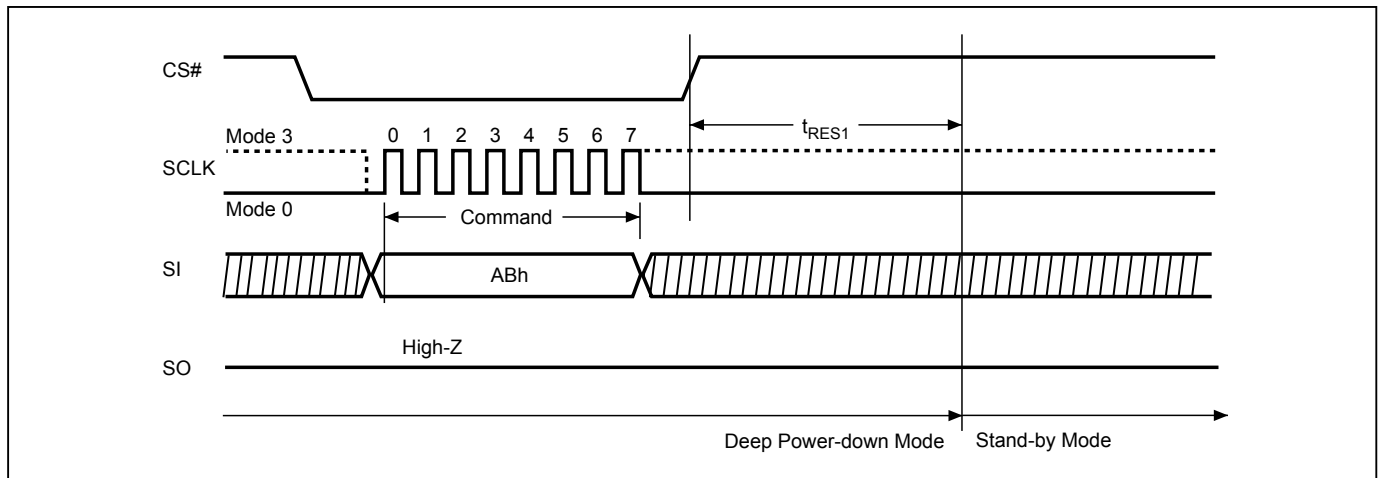 CS#
tRES1
Mode 3
0 1 2 3 4 5 6 7
SCLK
Mode 0
Command
SI
ABh
High-Z
SO
Deep Power-down Mode
Stand-by Mode